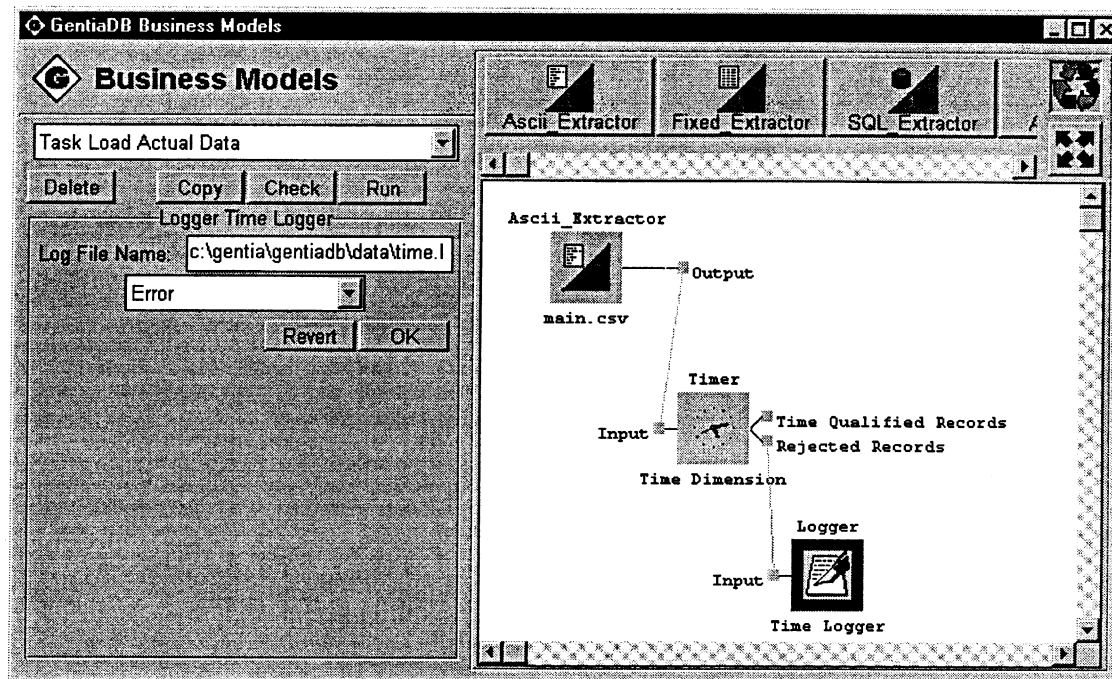 GentiaDB Business Models
G Business Models
Task Load Actual Data
Delete Copy Check Run
Logger Time Logger
Log File Name: c:\gentia\gentiadb\data\time.l
Error
Revert OK
Ascii_Extractor Fixed_Extractor SQL_Extractor A
Ascii_Extractor
Output
main.csv
Timer
Input
Time Qualified Records
Rejected Records
Time Dimension
Logger
Input
Time Logger